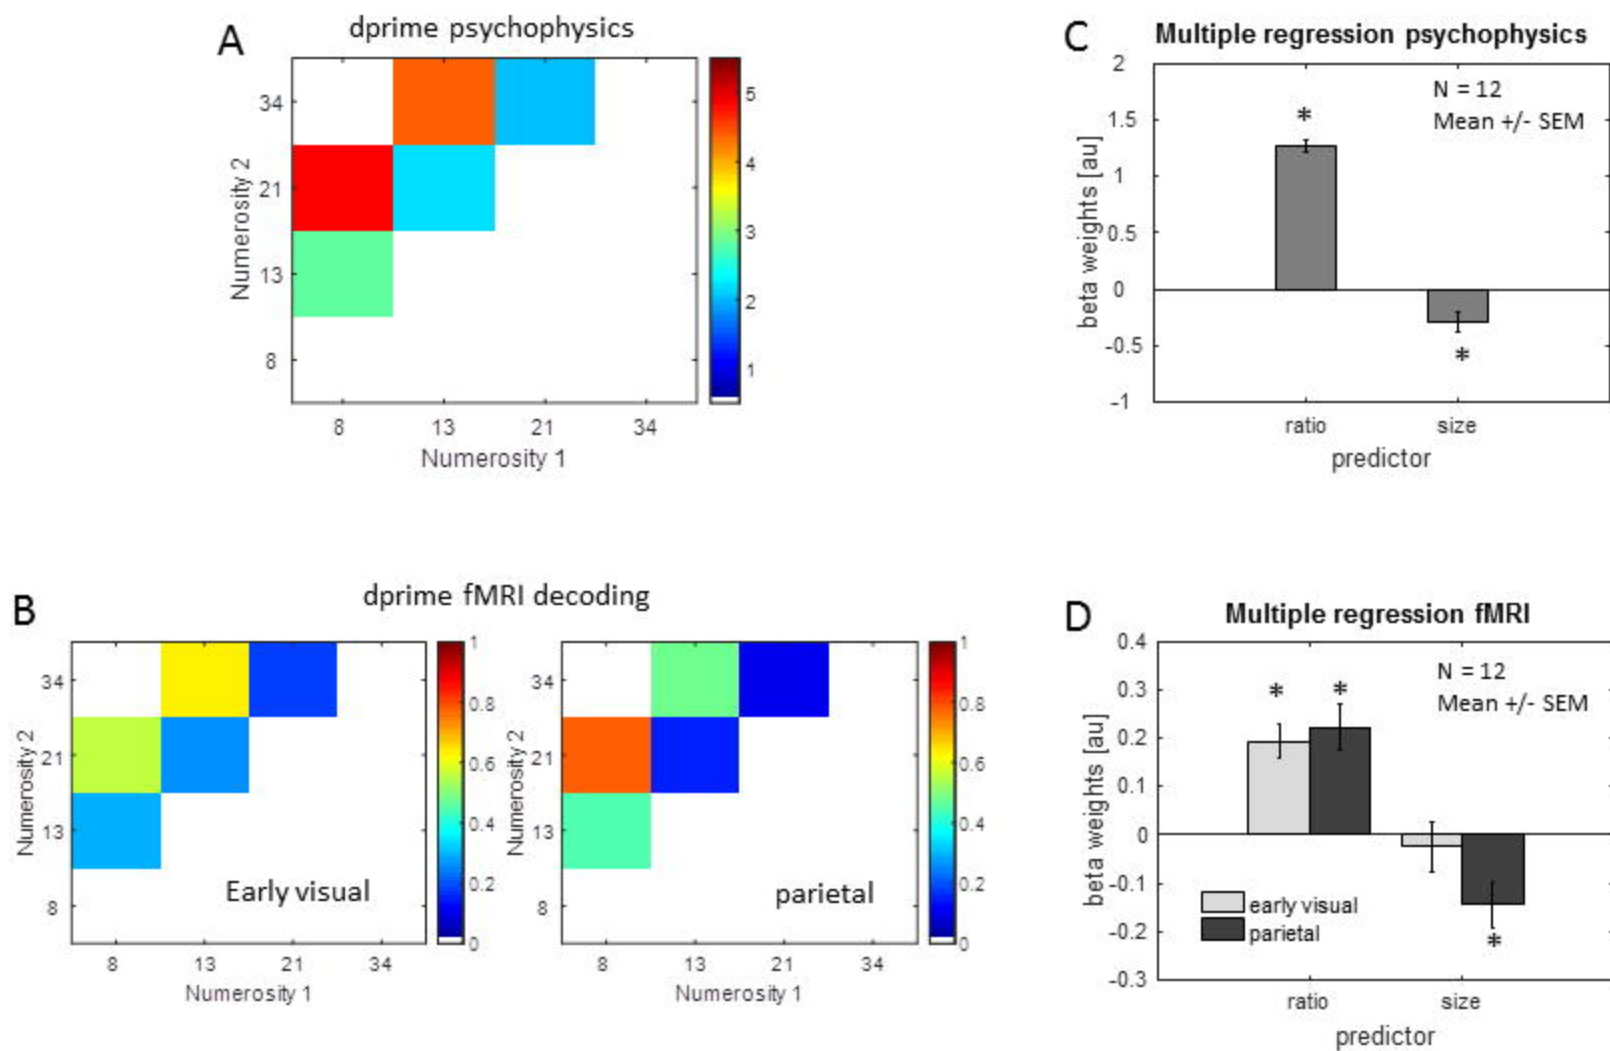 A
dprime psychophysics
34
21
13
8
Numerosity 2
8 13 21 34
Numerosity 1
5
4
3
2
1
C
Multiple regression psychophysics
2
1.5
1
0.5
0
-0.5
-1
beta weights [au]
N = 12
Mean +/- SEM
*
*
ratio size
predictor
B
dprime fMRI decoding
34
21
13
8
Numerosity 2
Early visual
8 13 21 34
Numerosity 1
1
0.8
0.6
0.4
0.2
0
34
21
13
8
Numerosity 2
parietal
8 13 21 34
Numerosity 1
1
0.8
0.6
0.4
0.2
0
D
Multiple regression fMRI
0.4
0.3
0.2
0.1
0
-0.1
-0.2
-0.3
beta weights [au]
N = 12
Mean +/- SEM
* *
*
early visual
parietal
ratio size
predictor